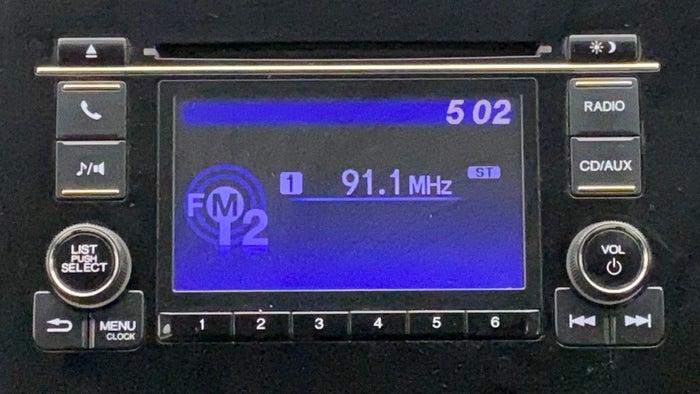 5 02
RADIO
CD/AUX
1 91.1 MHz ST
FM
12
LIST
PUSH
SELECT
VOL
MENU
CLOCK
1 2 3 4 5 6